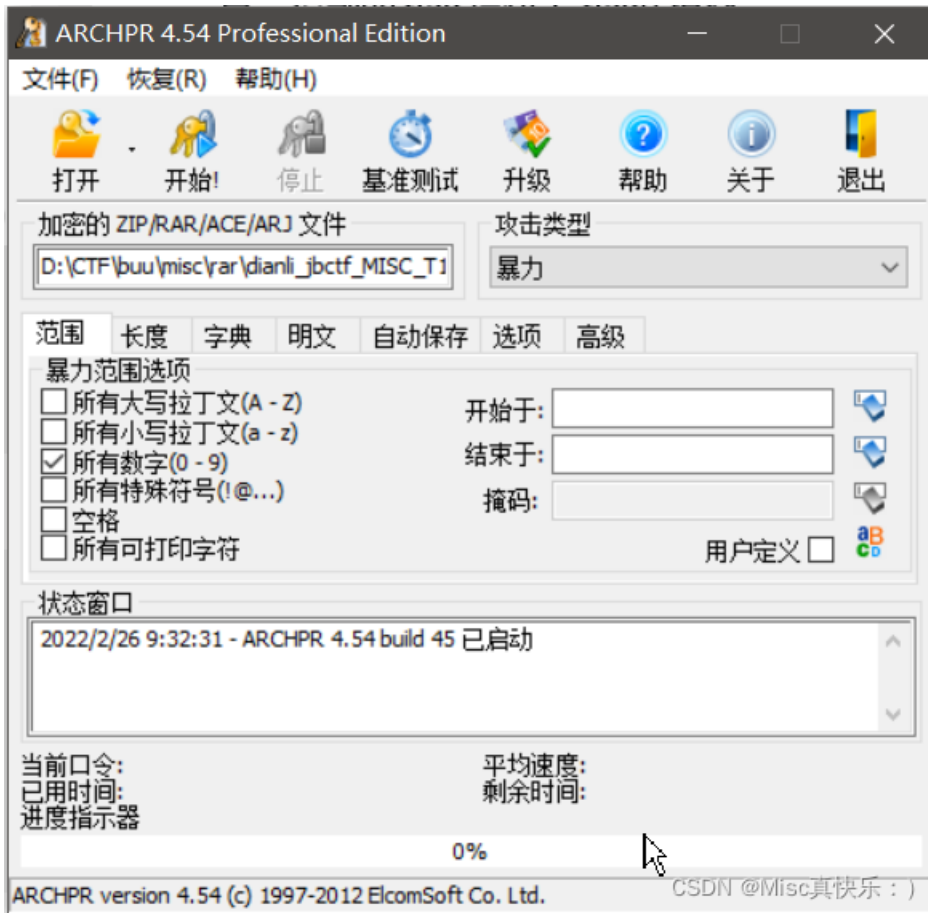 ARCHPR 4.54 Professional Edition
文件(F) 恢复(R) 帮助(H)
打开 开始! 停止 基准测试 升级 帮助 关于 退出
加密的 ZIP/RAR/ACE/ARJ 文件 攻击类型
D:\CTF\buu\misc\rar\dianli_jbctf_MISC_T1 暴力
范围 长度 字典 明文 自动保存 选项 高级
暴力范围选项
所有大写拉丁文(A - Z) 开始于:
所有小写拉丁文(a - z)
所有数字(0 - 9) 结束于:
所有特殊符号(!@...) 掩码:
空格
所有可打印字符 用户定义
状态窗口
2022/2/26 9:32:31 - ARCHPR 4.54 build 45 已启动
当前口令: 平均速度:
已用时间: 剩余时间:
进度指示器
0%
ARCHPR version 4.54 (c) 1997-2012 ElcomSoft Co. Ltd.
CSDN @Misc真快乐：）